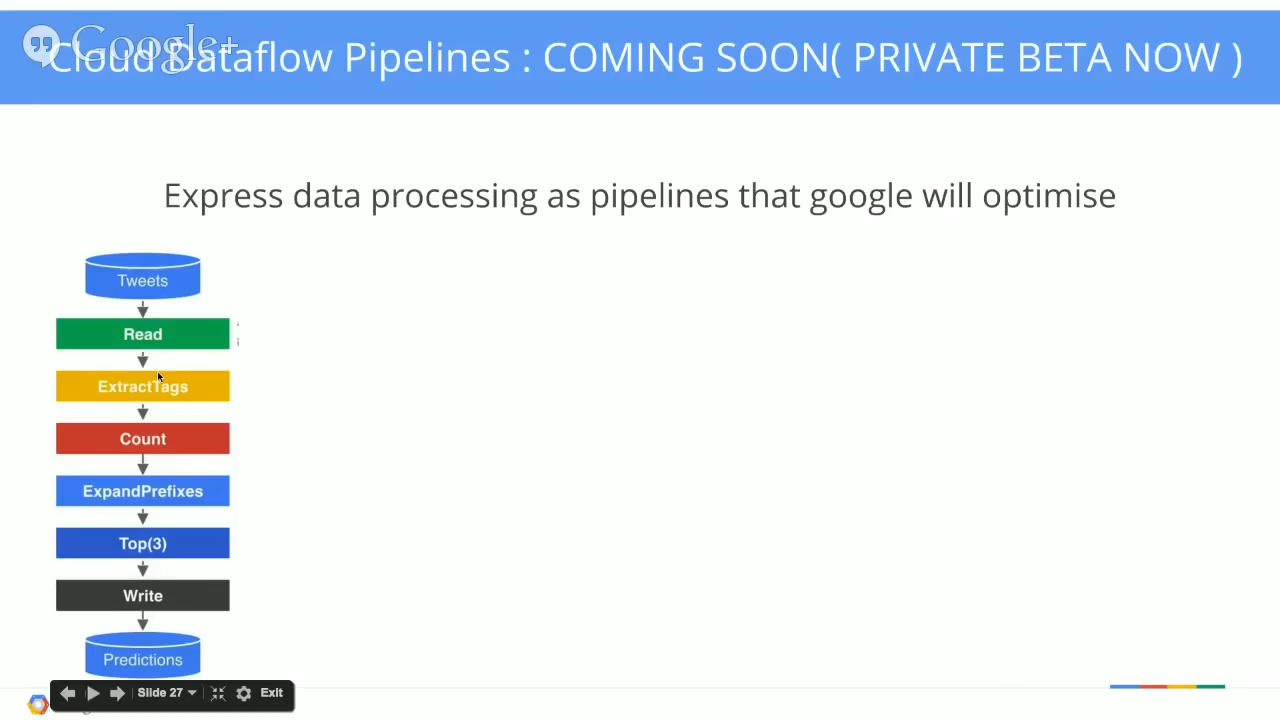 Google+
Cloud Dataflow Pipelines : COMING SOON( PRIVATE BETA NOW )
Express data processing as pipelines that google will optimise
Tweets
Read
ExtractTags
Count
ExpandPrefixes
Top(3)
Write
Predictions
Slide 27
Exit